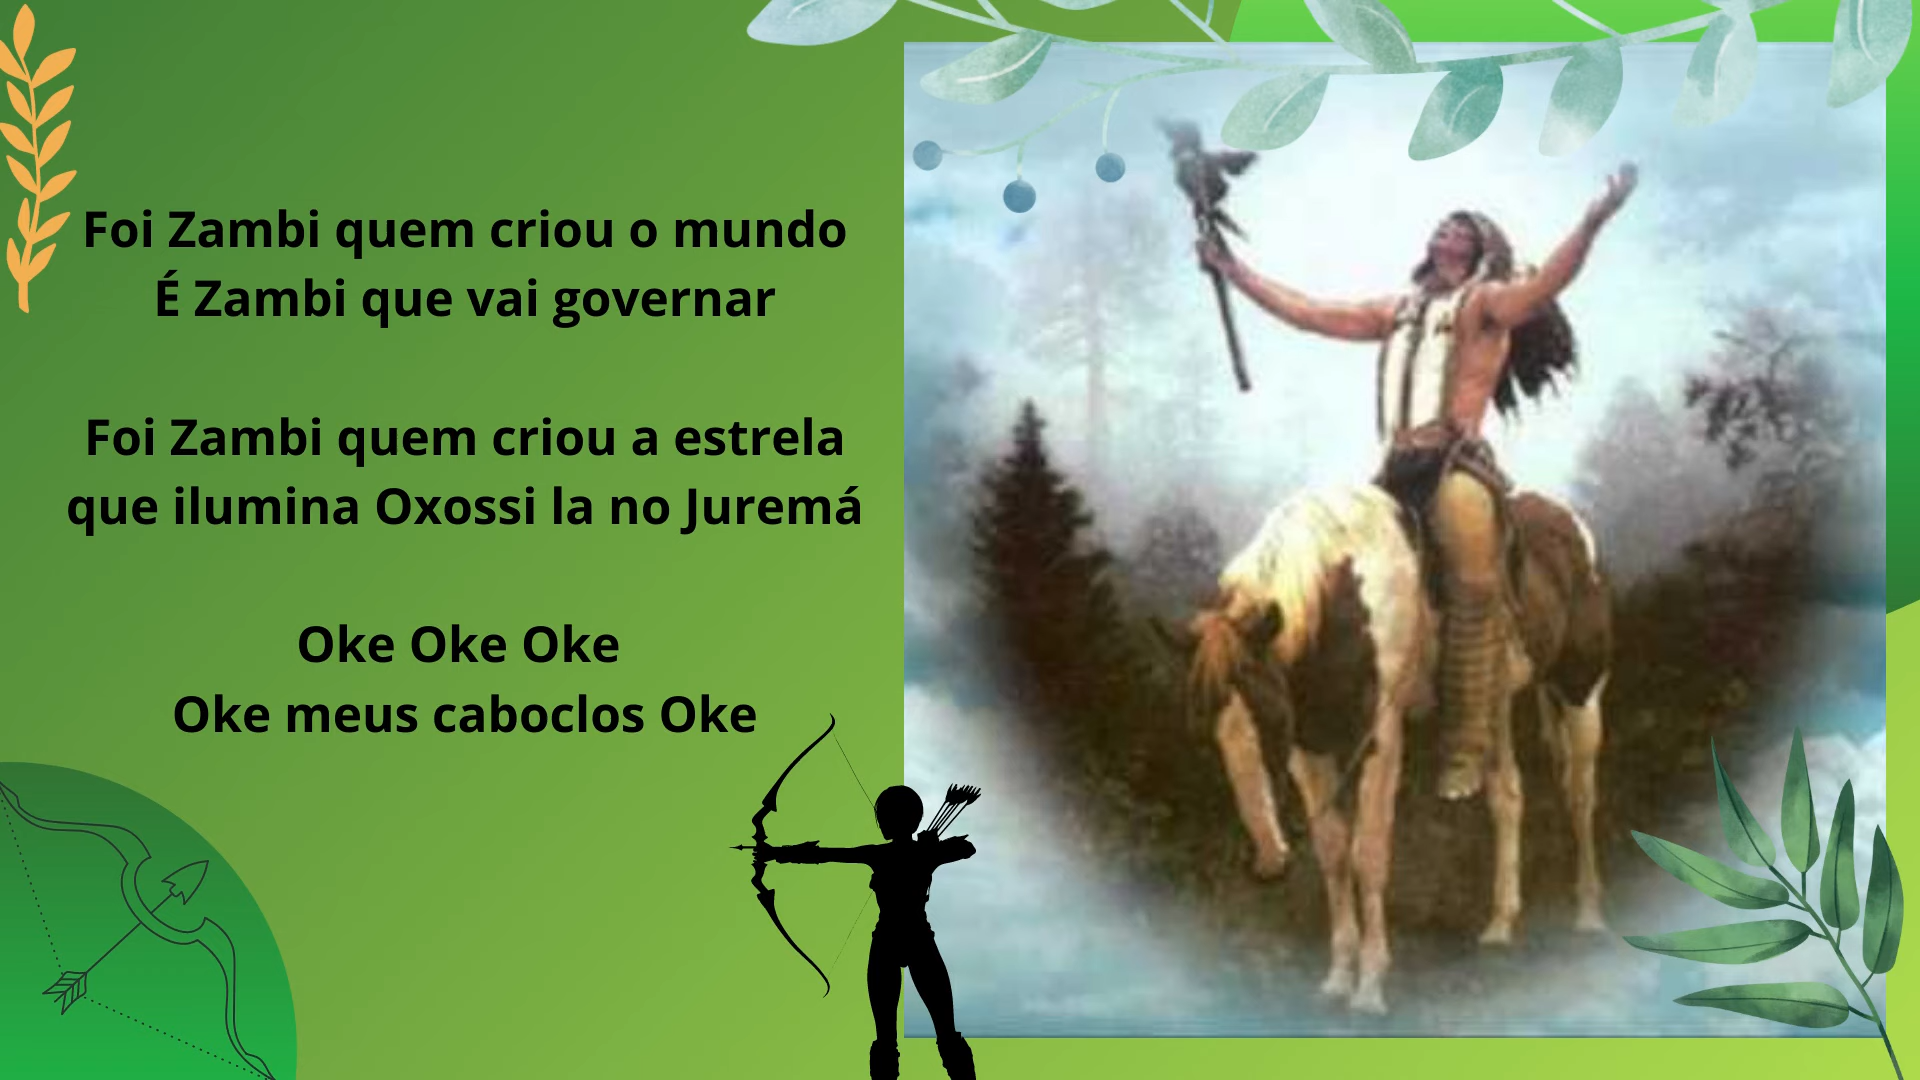 Foi Zambi quem criou o mundo
É Zambi que vai governar
Foi Zambi quem criou a estrela
que ilumina Oxossi la no Juremá
Oke Oke Oke
Oke meus caboclos Oke